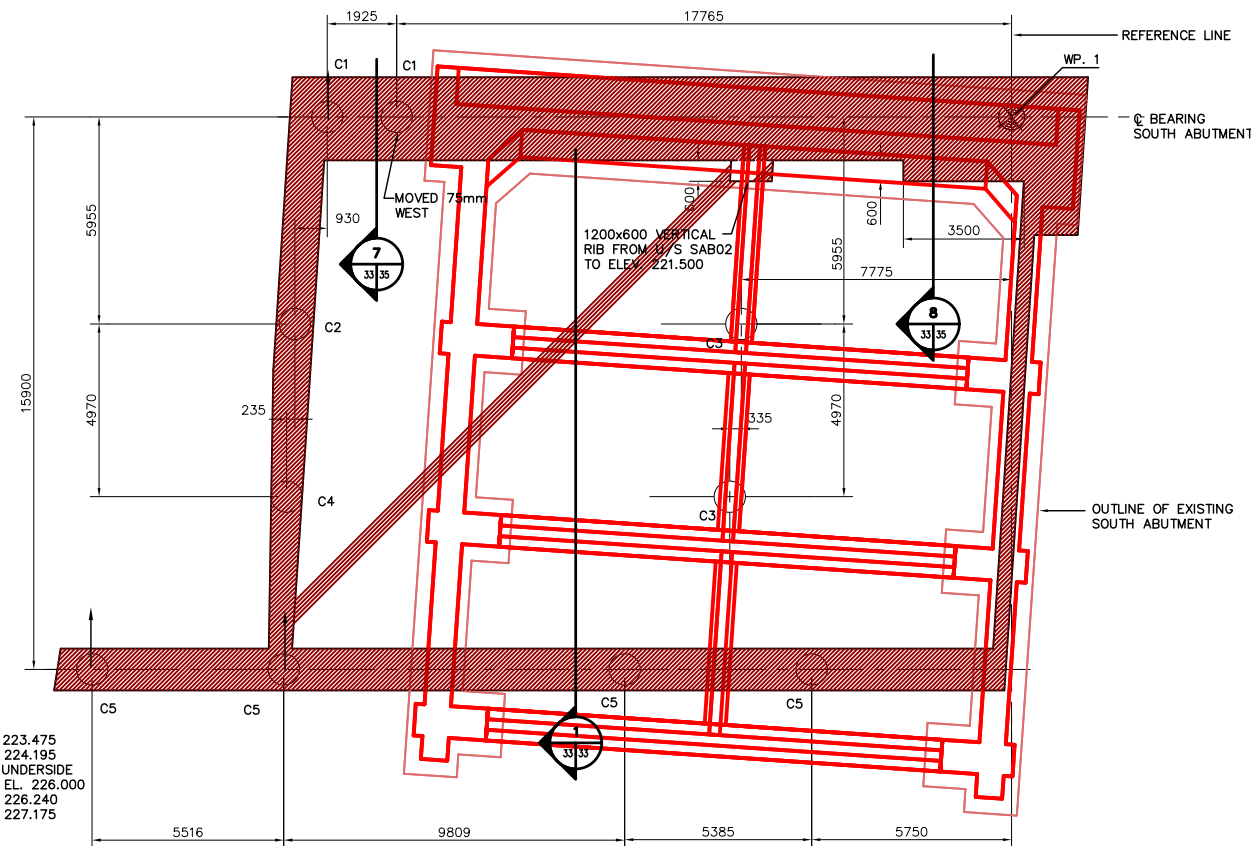 1925
17765
REFERENCE LINE
C1
C1
WP. 1
℄ BEARING
SOUTH ABUTMENT
MOVED 75mm
WEST
5955
930
600
600
1200x600 VERTICAL
RIB FROM U/S SAB02
TO ELEV. 221.500
5955
3500
7775
7
33 35
8
33 35
C2
C3
15900
4970
235
335
4970
C4
C3
OUTLINE OF EXISTING
SOUTH ABUTMENT
C5
C5
C5
C5
1
33 33
223.475
224.195
UNDERSIDE
EL. 226.000
226.240
227.175
5516
9809
5385
5750